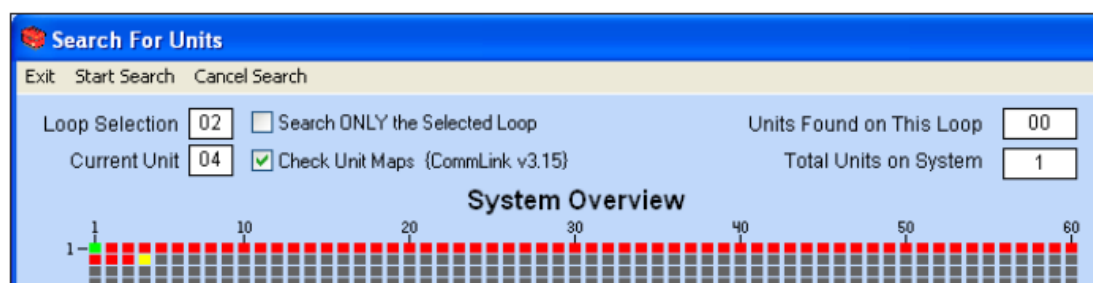 Search For Units
Exit Start Search Cancel Search
Loop Selection 02 Search ONLY the Selected Loop Units Found on This Loop 00
Current Unit 04 Check Unit Maps {CommLink v3.15} Total Units on System 1
System Overview
1 10 20 30 40 50 60
1